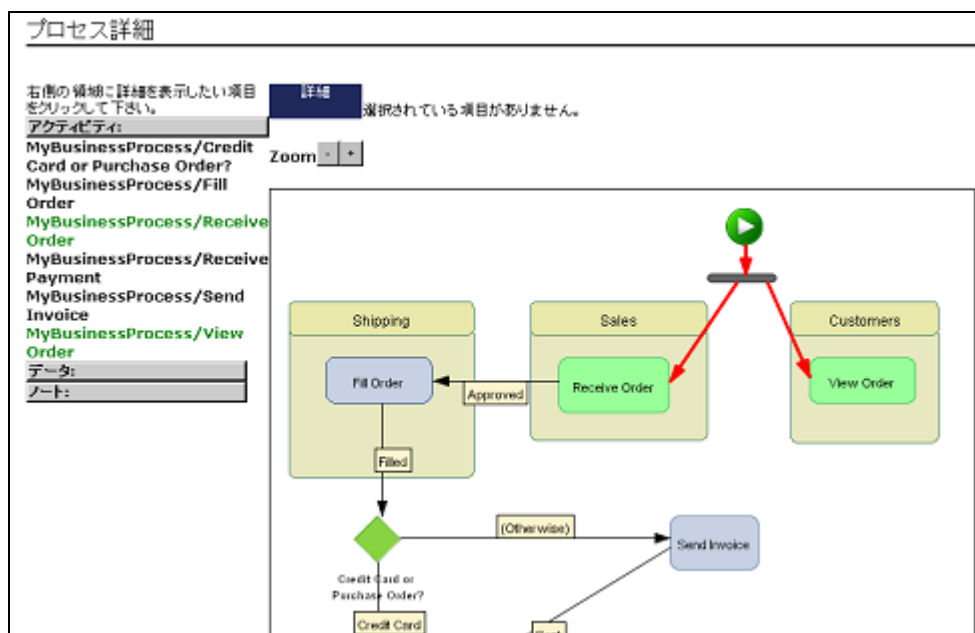 プロセス詳細
右側の領域に詳細を表示したい項目
をクリックして下さい。
アクティビティ:
MyBusinessProcess/Credit
Card or Purchase Order?
MyBusinessProcess/Fill
Order
MyBusinessProcess/Receive
Order
MyBusinessProcess/Receive
Payment
MyBusinessProcess/Send
Invoice
MyBusinessProcess/View
Order
データ:
ノート:
詳細
選択されている項目がありません。
Zoom - +
Shipping
Sales
Customers
Fill Order
Approved
Receive Order
View Order
Filled
(Otherwise)
Send Invoice
Credit Card or
Purchase Order?
Credit Card